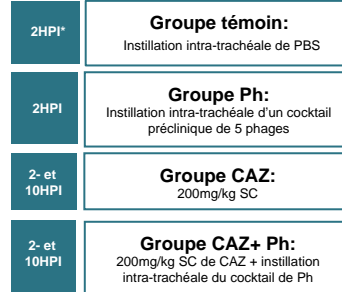 2HPI*
Groupe témoin:
Instillation intra-trachéale de PBS
2HPI
Groupe Ph:
Instillation intra-trachéale d'un cocktail
préclinique de 5 phages
2- et
10HPI
Groupe CAZ:
200mg/kg SC
2- et
10HPI
Groupe CAZ+ Ph:
200mg/kg SC de CAZ + instillation
intra-trachéale du cocktail de Ph